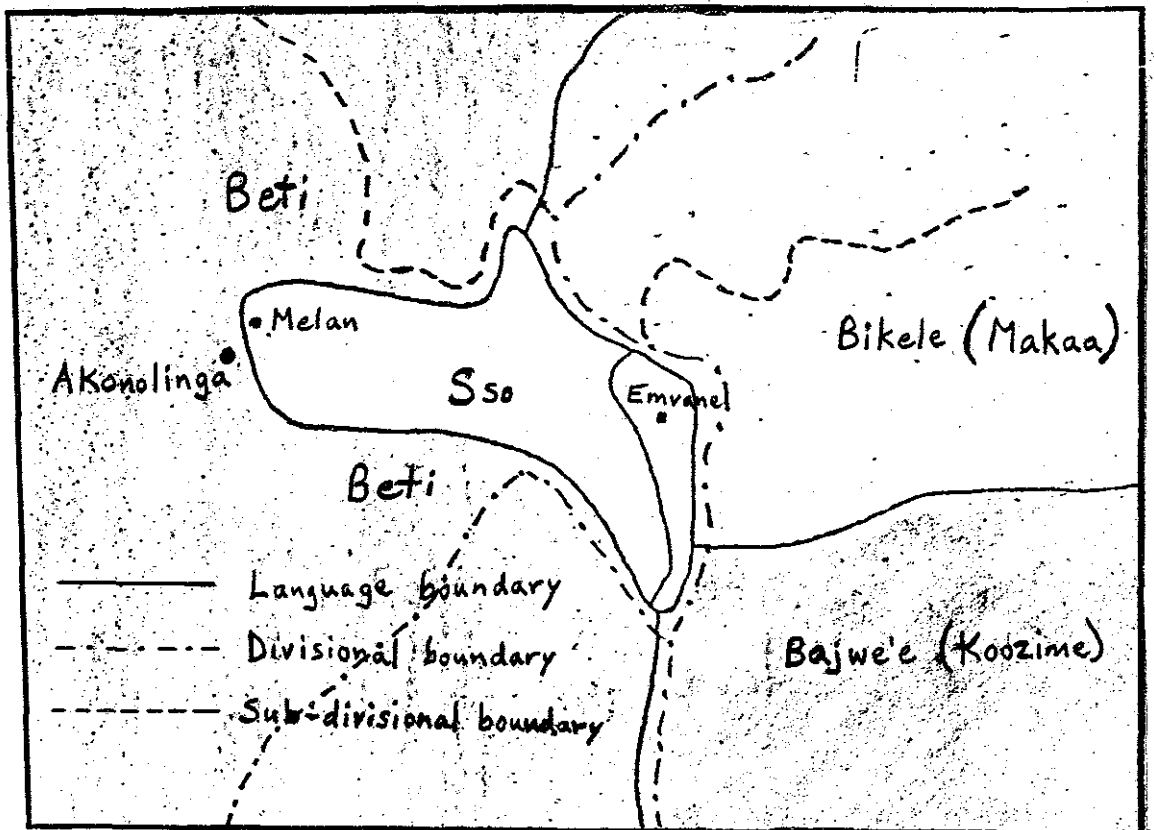 Beti
Melan
Akonolinga
Sso
Emvanel
Bikele (Makaa)
Beti
Language boundary
Divisional boundary
Sub-divisional boundary
Bajwe'e (Koozime)